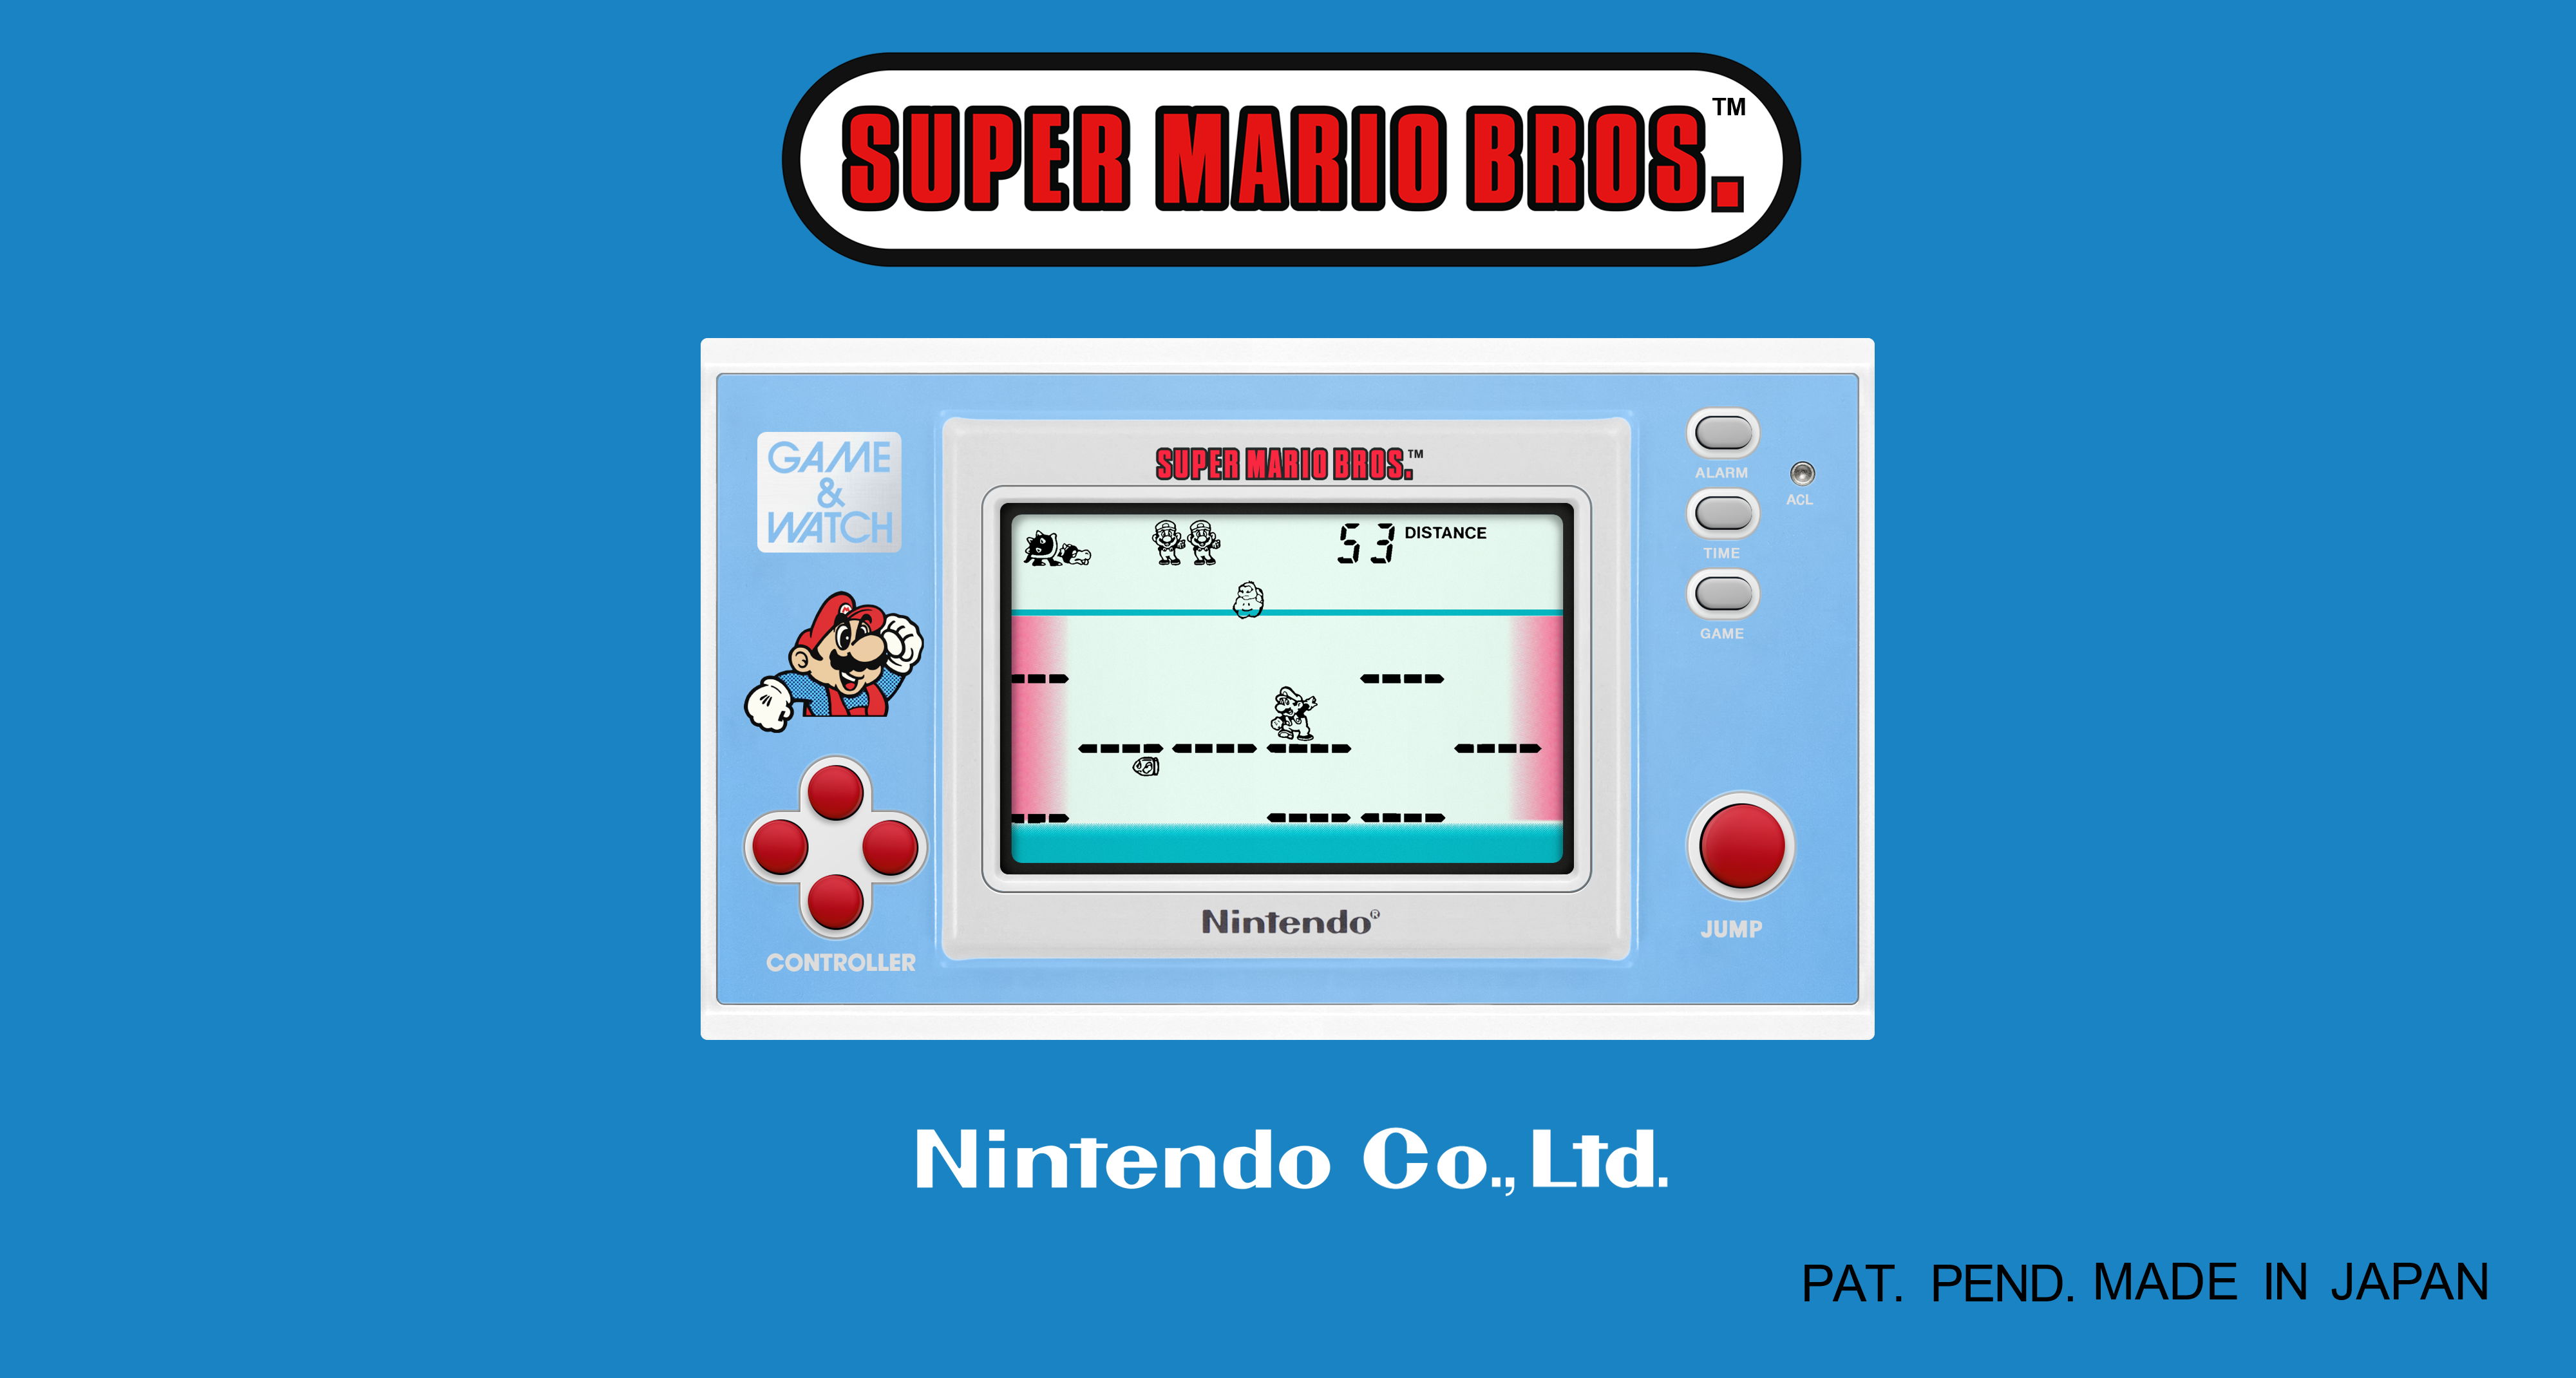 SUPER MARIO BROS.™
GAME
&
WATCH
SUPER MARIO BROS.™
53 DISTANCE
ALARM
ACL
TIME
GAME
Nintendo®
CONTROLLER
JUMP
Nintendo Co., Ltd.
PAT. PEND. MADE IN JAPAN